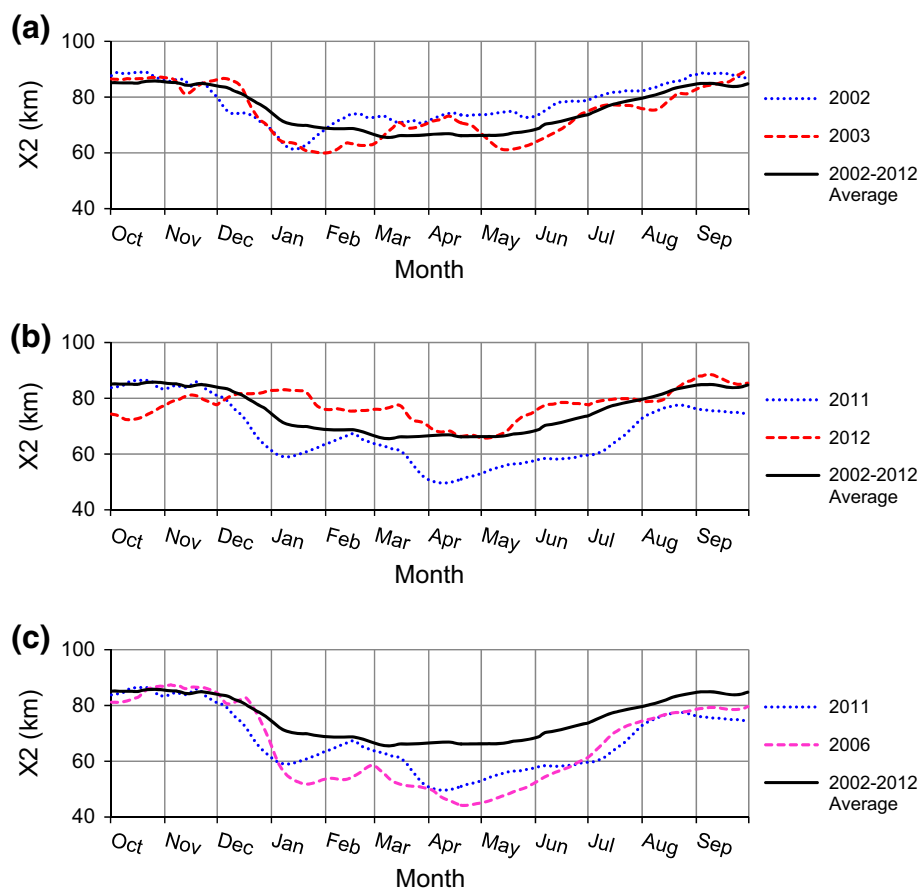 (a)
100
80
60
40
X2 (km)
Oct Nov Dec Jan Feb Mar Apr May Jun Jul Aug Sep
Month
2002
2003
2002-2012
Average
(b)
100
80
60
40
X2 (km)
Oct Nov Dec Jan Feb Mar Apr May Jun Jul Aug Sep
Month
2011
2012
2002-2012
Average
(c)
100
80
60
40
X2 (km)
Oct Nov Dec Jan Feb Mar Apr May Jun Jul Aug Sep
Month
2011
2006
2002-2012
Average